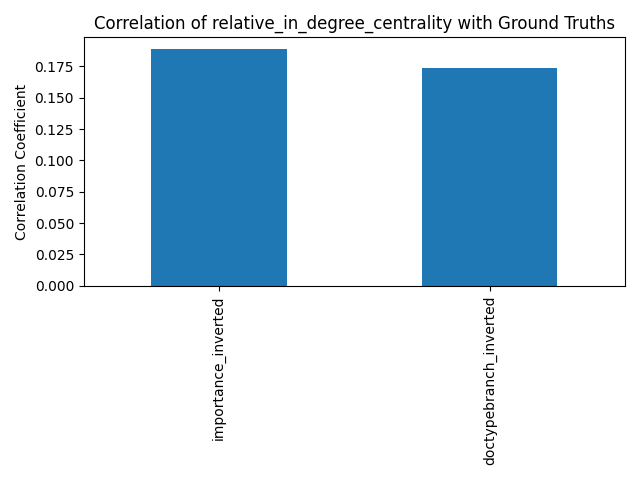 Correlation of relative_in_degree_centrality with Ground Truths
Correlation Coefficient
0.175
0.150
0.125
0.100
0.075
0.050
0.025
0.000
importance_inverted
doctypebranch_inverted